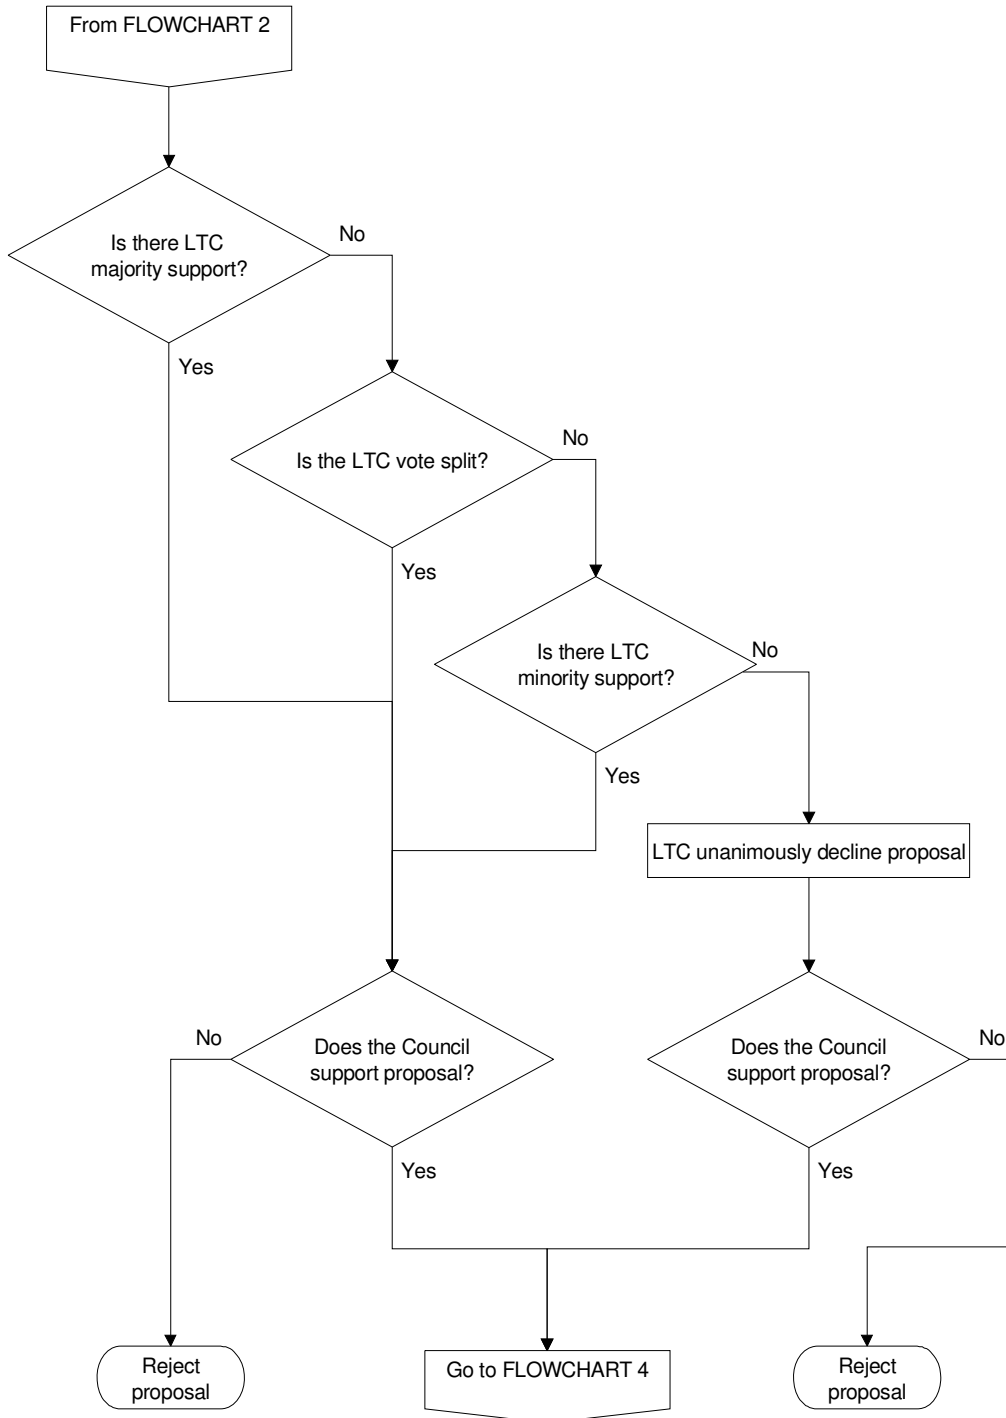 From FLOWCHART 2
Is there LTC
majority support?
No
Yes
Is the LTC vote split?
No
Yes
Is there LTC
minority support?
No
Yes
LTC unanimously decline proposal
Does the Council
support proposal?
No
Yes
Does the Council
support proposal?
No
Yes
Reject
proposal
Go to FLOWCHART 4
Reject
proposal